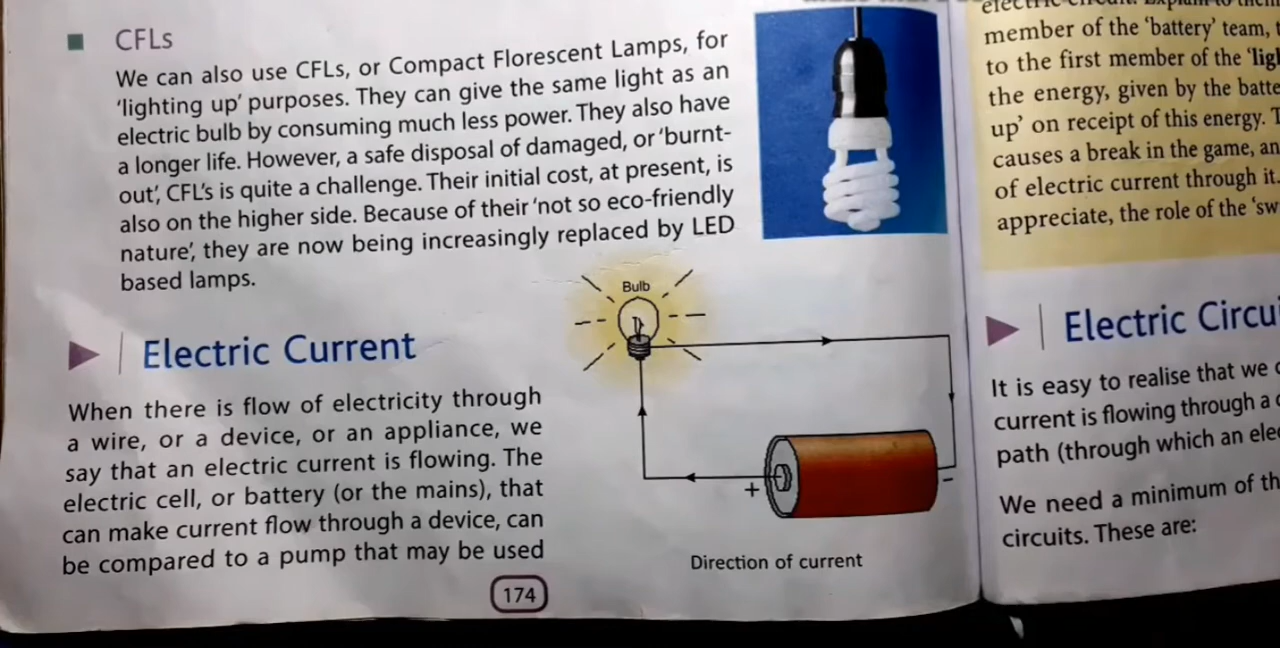 CFLs
We can also use CFLs, or Compact Florescent Lamps, for
'lighting up' purposes. They can give the same light as an
electric bulb by consuming much less power. They also have
a longer life. However, a safe disposal of damaged, or 'burnt-
out', CFL's is quite a challenge. Their initial cost, at present, is
also on the higher side. Because of their 'not so eco-friendly
nature', they are now being increasingly replaced by LED
based lamps.
Electric Current
When there is flow of electricity through
a wire, or a device, or an appliance, we
say that an electric current is flowing. The
electric cell, or battery (or the mains), that
can make current flow through a device, can
be compared to a pump that may be used
Bulb
+
-
Direction of current
174
member of the 'battery' team,
to the first member of the
the energy, given by the
up' on receipt of this energy.
causes a break in the game,
of electric current through it.
appreciate, the role of the
Electric
It is easy to realise that we
current is flowing through a
path (through which an
We need a minimum of
circuits. These are: